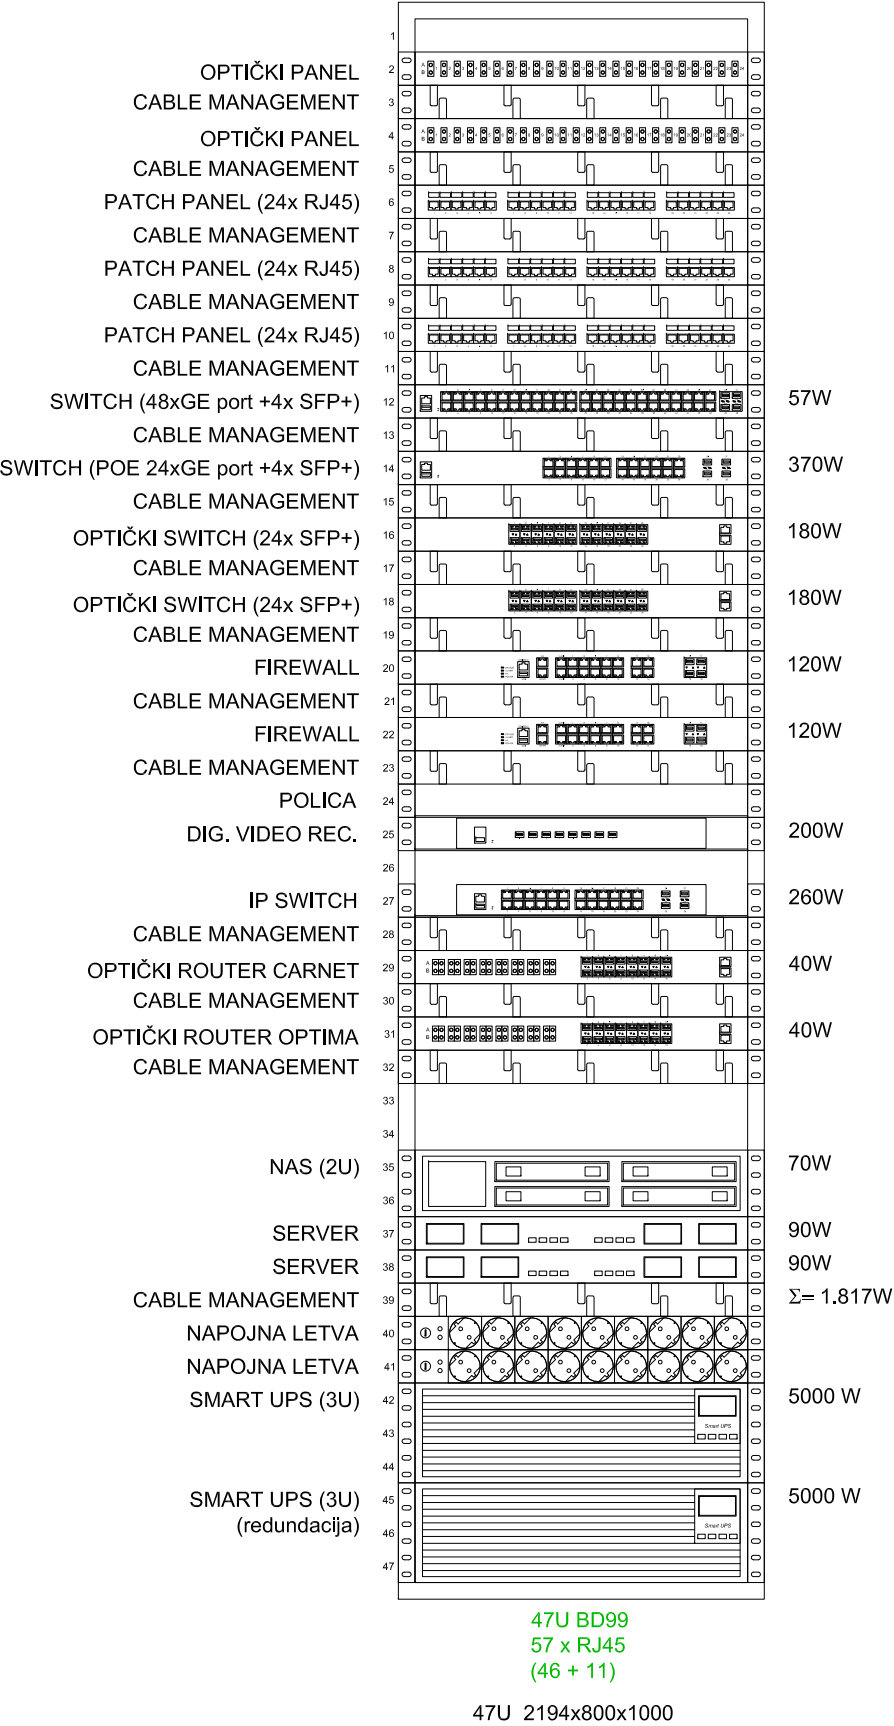 1
OPTIČKI PANEL 2
CABLE MANAGEMENT 3
OPTIČKI PANEL 4
CABLE MANAGEMENT 5
PATCH PANEL (24x RJ45) 6
CABLE MANAGEMENT 7
PATCH PANEL (24x RJ45) 8
CABLE MANAGEMENT 9
PATCH PANEL (24x RJ45) 10
CABLE MANAGEMENT 11
SWITCH (48xGE port +4x SFP+) 12 57W
CABLE MANAGEMENT 13
SWITCH (POE 24xGE port +4x SFP+) 14 370W
CABLE MANAGEMENT 15
OPTIČKI SWITCH (24x SFP+) 16 180W
CABLE MANAGEMENT 17
OPTIČKI SWITCH (24x SFP+) 18 180W
CABLE MANAGEMENT 19
FIREWALL 20 120W
CABLE MANAGEMENT 21
FIREWALL 22 120W
CABLE MANAGEMENT 23
POLICA 24
DIG. VIDEO REC. 25 200W
26
IP SWITCH 27 260W
CABLE MANAGEMENT 28
OPTIČKI ROUTER CARNET 29 A B 40W
CABLE MANAGEMENT 30
OPTIČKI ROUTER OPTIMA 31 A B 40W
CABLE MANAGEMENT 32
33
34
NAS (2U) 35 70W
36
SERVER 37 90W
SERVER 38 90W
CABLE MANAGEMENT 39 Σ= 1.817W
NAPOJNA LETVA 40
NAPOJNA LETVA 41
SMART UPS (3U) 42 5000 W
43 Smart UPS
44
SMART UPS (3U) 45 5000 W
(redundacija) 46 Smart UPS
47
47U BD99
57 x RJ45
(46 + 11)
47U 2194x800x1000